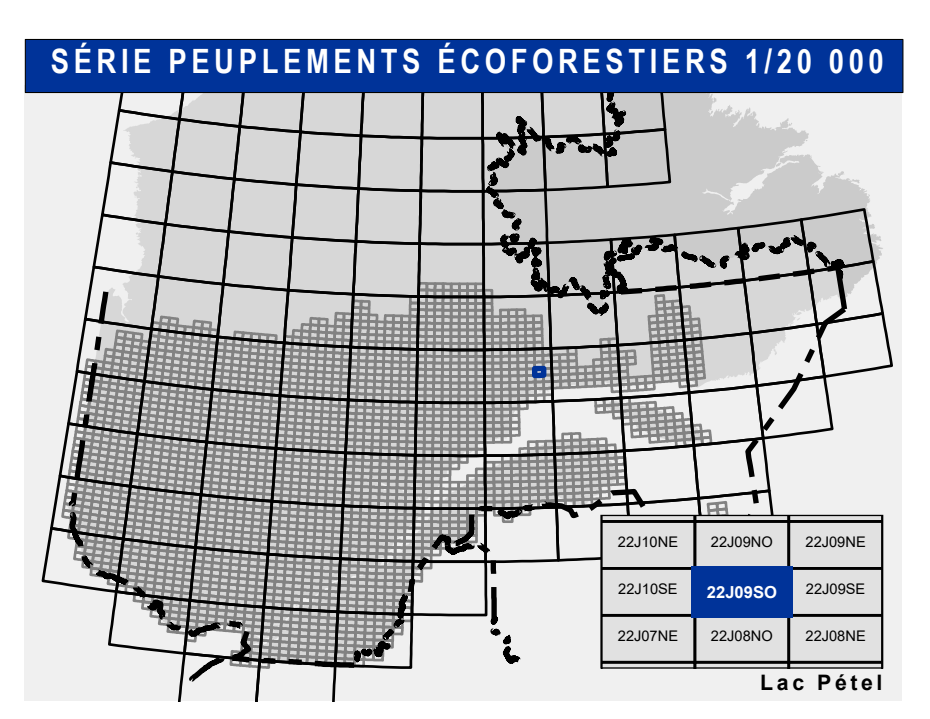 SÉRIE PEUPLEMENTS ÉCOFORESTIERS 1/20 000
22J10NE 22J09NO 22J09NE
22J10SE 22J09SO 22J09SE
22J07NE 22J08NO 22J08NE
Lac Pétel